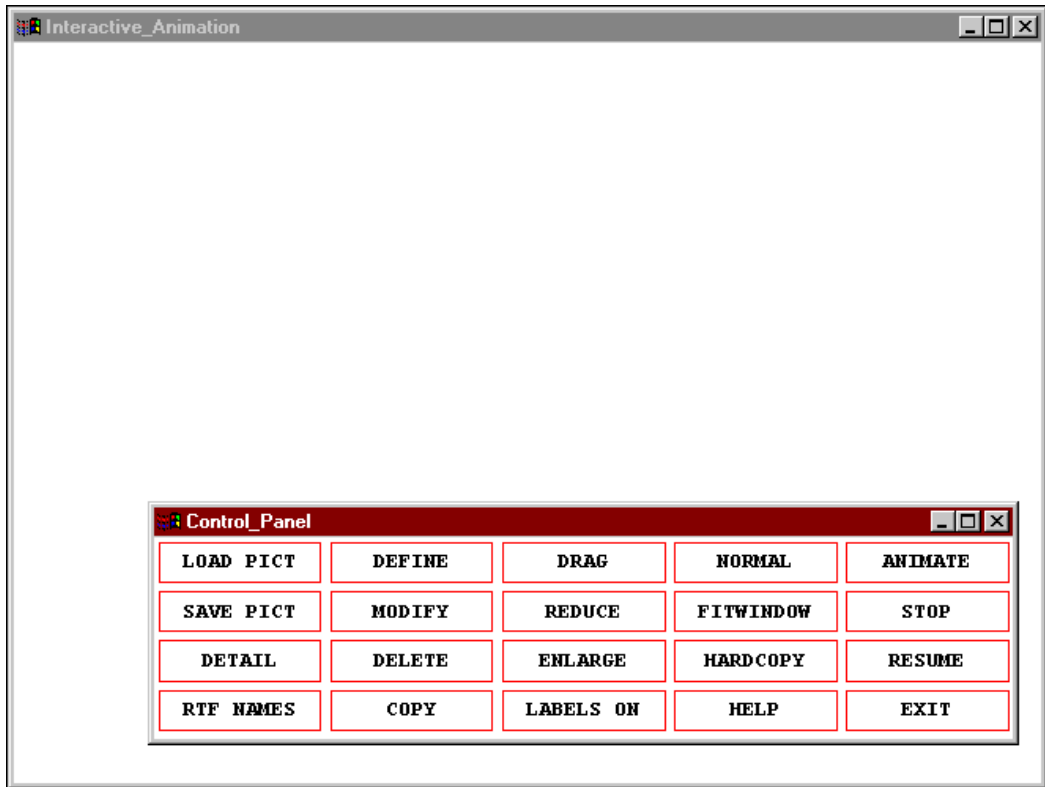 Interactive_Animation
Control_Panel
LOAD PICT DEFINE DRAG NORMAL ANIMATE
SAVE PICT MODIFY REDUCE FITWINDOW STOP
DETAIL DELETE ENLARGE HARDCOPY RESUME
RTF NAMES COPY LABELS ON HELP EXIT